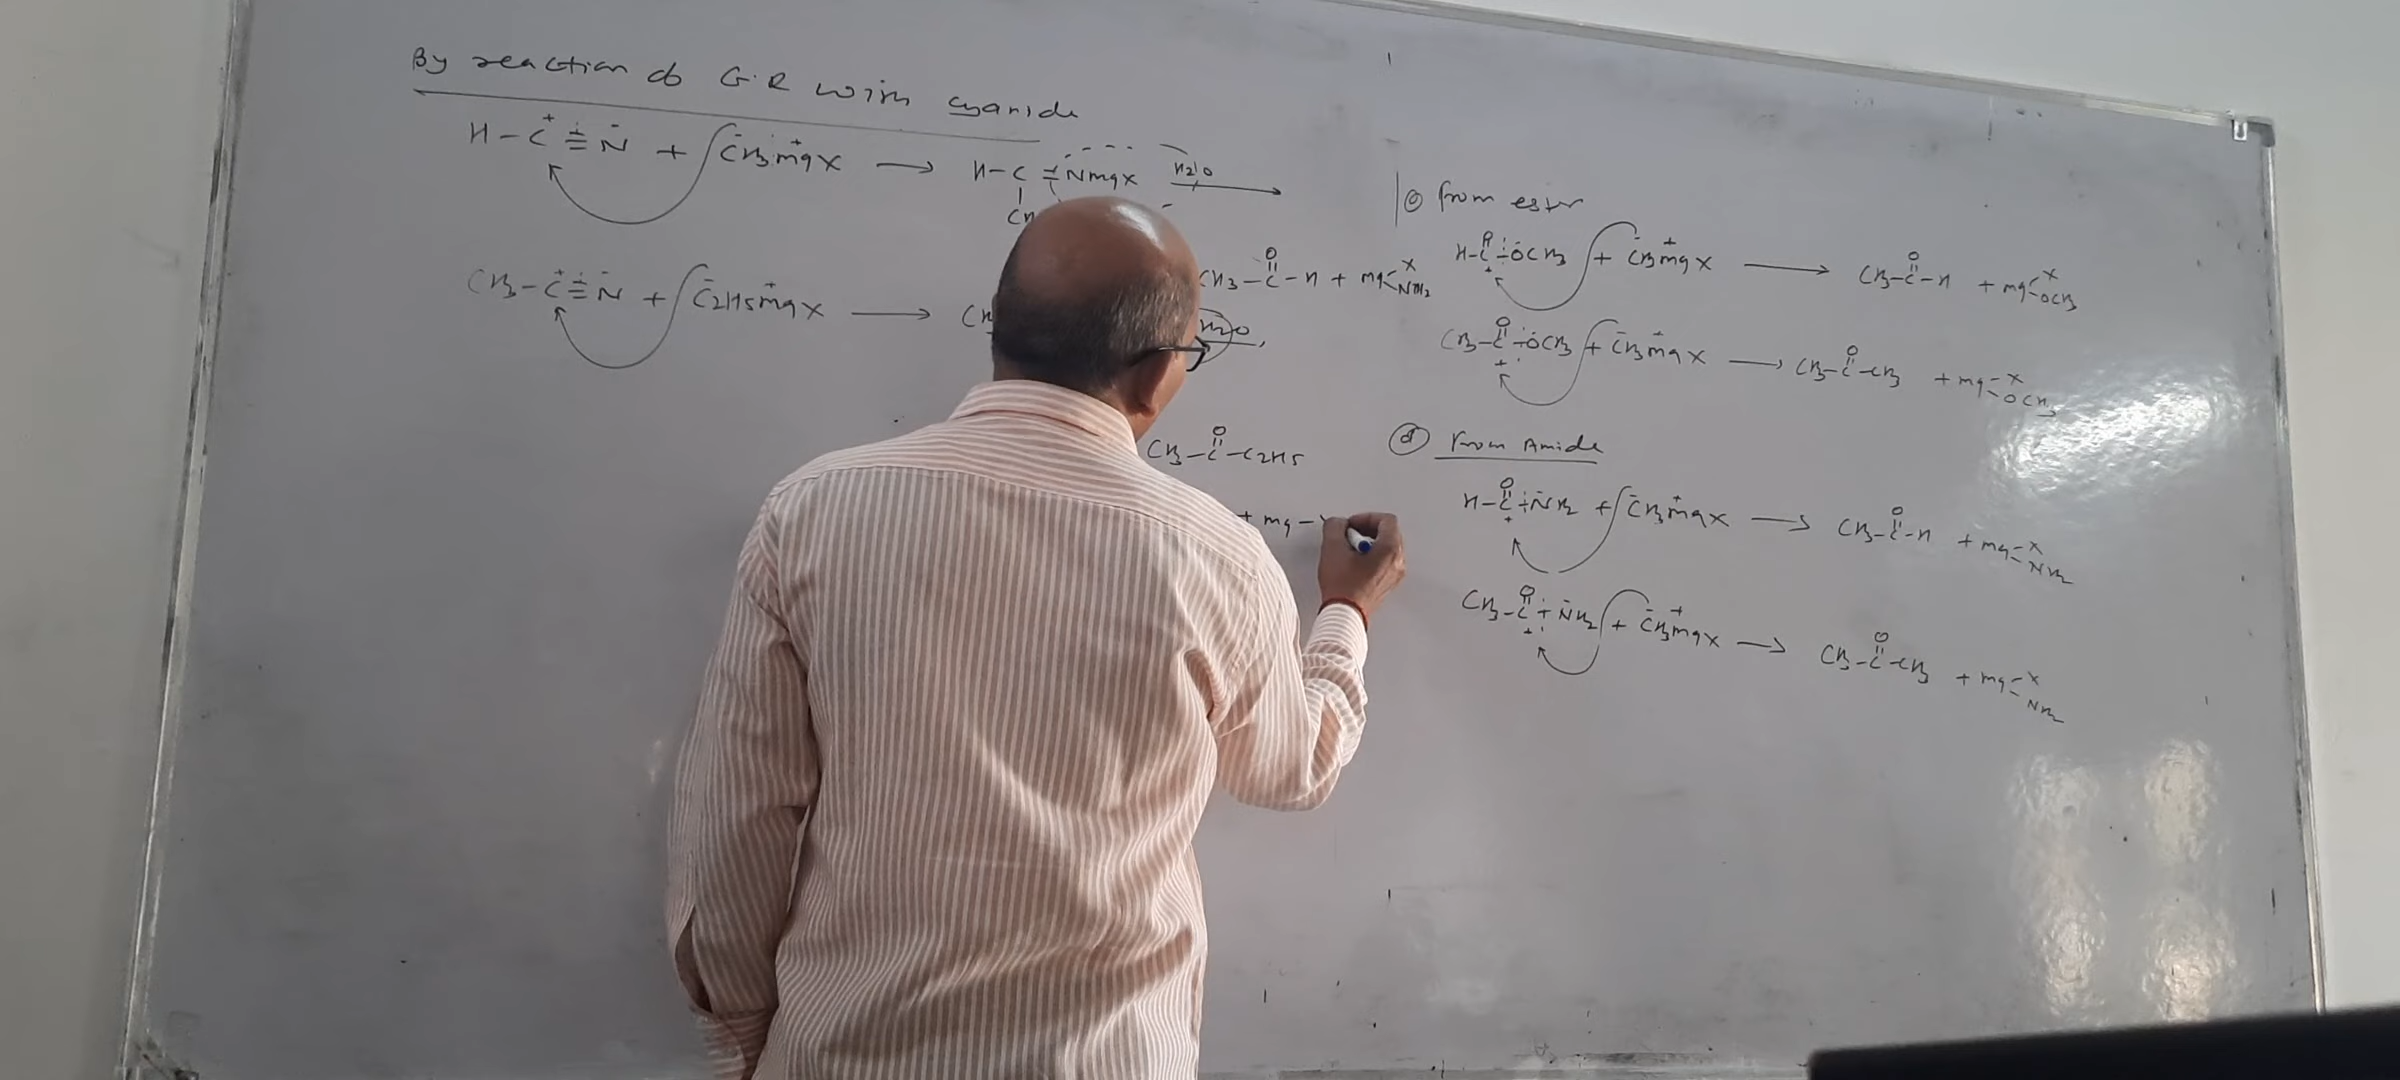 By reaction of G.R with cyanide
H-C≡N + CH3MgX → H-C=NMgX H2O
CH3-C-H + Mg<X NH2
O
CH3-C≡N + C2H5MgX → CH H2O
O
CH3-C-C2H5
+ Mg-
c from ester
O O
H-C-OCH3 + CH3MgX → CH3-C-H + Mg<X OCH3
O O
CH3-C-OCH3 + CH3MgX → CH3-C-CH3 + Mg<X OCH3
d From Amide
O O
H-C-NH2 + CH3MgX → CH3-C-H + Mg<X NH2
O O
CH3-C-NH2 + CH3MgX → CH3-C-CH3 + Mg<X NH2